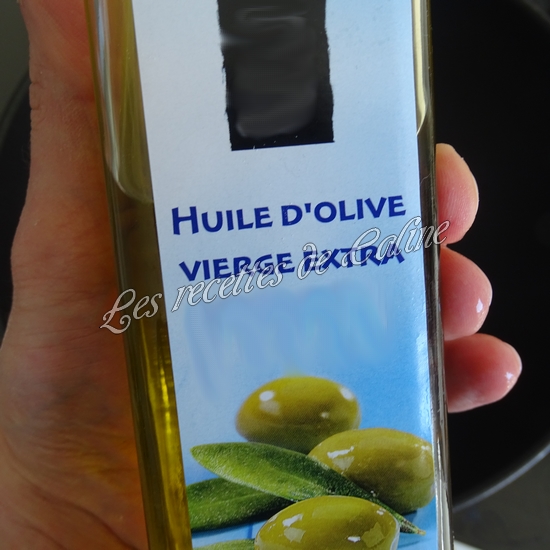 HUILE D'OLIVE
VIERGE EXTRA
Les recettes de Caline